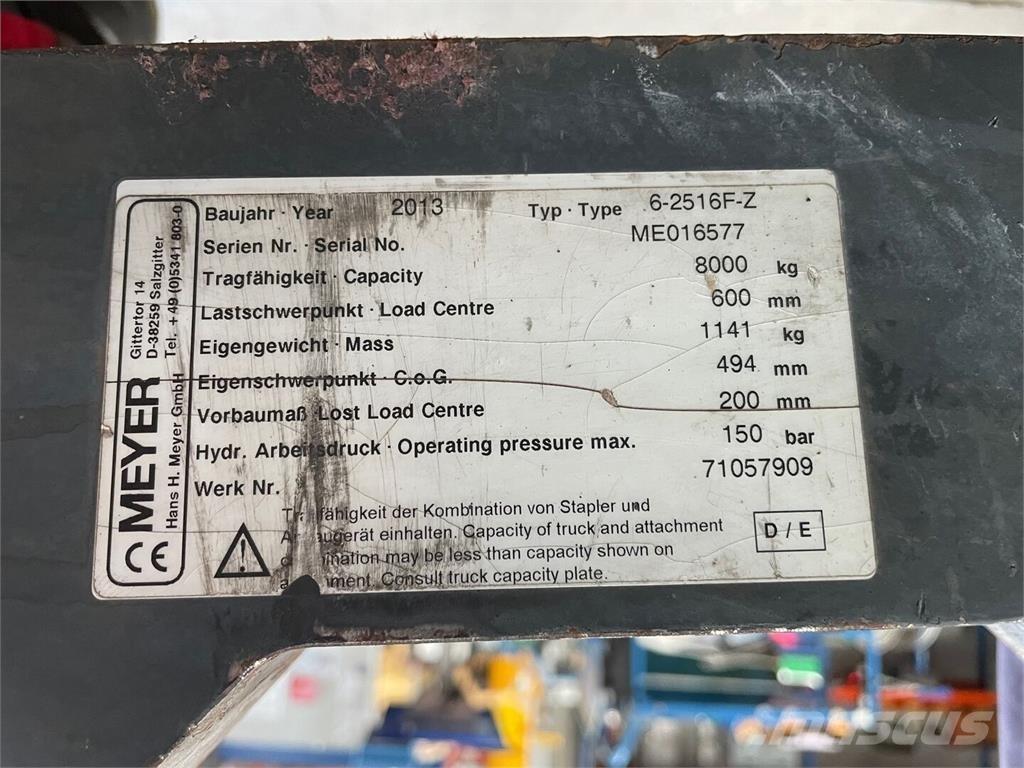 Baujahr · Year 2013 Typ · Type 6-2516F-Z
Serien Nr. · Serial No. ME016577
Tragfähigkeit · Capacity 8000 kg
Lastschwerpunkt · Load Centre 600 mm
Eigengewicht · Mass 1141 kg
Eigenschwerpunkt · C.o.G. 494 mm
Vorbaumaß · Lost Load Centre 200 mm
Hydr. Arbeitsdruck · Operating pressure max. 150 bar
Werk Nr. 71057909
fähigkeit der Kombination von Stapler und
einhalten. Capacity of truck and attachment
may be less than capacity shown on
Consult truck capacity plate.
D / E
MEYER
Hans H. Meyer GmbH
Gittertor 14
D-38259 Salzgitter
Tel. +49 (0)5341 803-0
CE
mascus